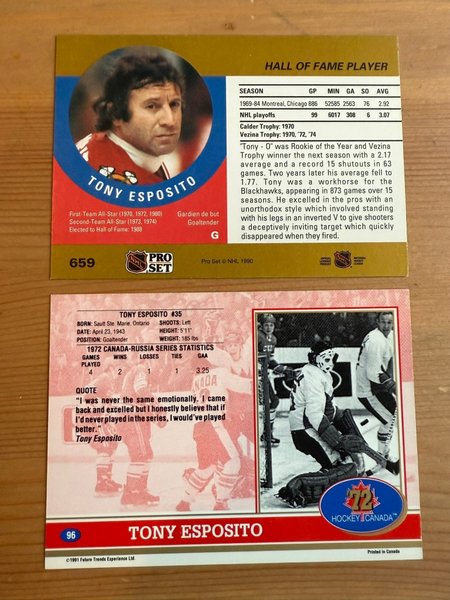 HALL OF FAME PLAYER
SEASON GP MIN GA SO AVG
1969-84 Montreal, Chicago 886 52585 2563 76 2.92
NHL playoffs 99 6017 308 6 3.07
Calder Trophy: 1970
Vezina Trophy: 1970, '72, '74
"Tony - O" was Rookie of the Year and Vezina
Trophy winner the next season with a 2.17
average and a record 15 shutouts in 63
games. Two years later his average fell to
1.77. Tony was a workhorse for the
Blackhawks, appearing in 873 games over 15
seasons. He excelled in the pros with an
unorthodox style which involved standing
with his legs in an inverted V to give shooters
a deceptively inviting target which quickly
disappeared when they fired.
TONY ESPOSITO
First-Team All-Star (1970, 1972, 1980)
Second-Team All-Star (1973, 1974)
Elected to Hall of Fame: 1988
Gardien de but
Goaltender
G
659
PRO
SET
Pro Set © NHL 1990
TONY ESPOSITO #35
BORN: Sault Ste. Marie, Ontario SHOOTS: Left
DATE: April 23, 1943 HEIGHT: 5'11"
POSITION: Goaltender WEIGHT: 185 lbs
1972 CANADA-RUSSIA SERIES STATISTICS
GAMES PLAYED WINS LOSSES TIES GAA
4 2 1 1 3.25
QUOTE
"I was never the same emotionally. I came
back and excelled but I honestly believe that if
I'd never played in the series, I would've played
better."
Tony Esposito
CANADA
'72
HOCKEY CANADA™
96
TONY ESPOSITO
©1991 Future Trends Experience Ltd.
Printed in Canada